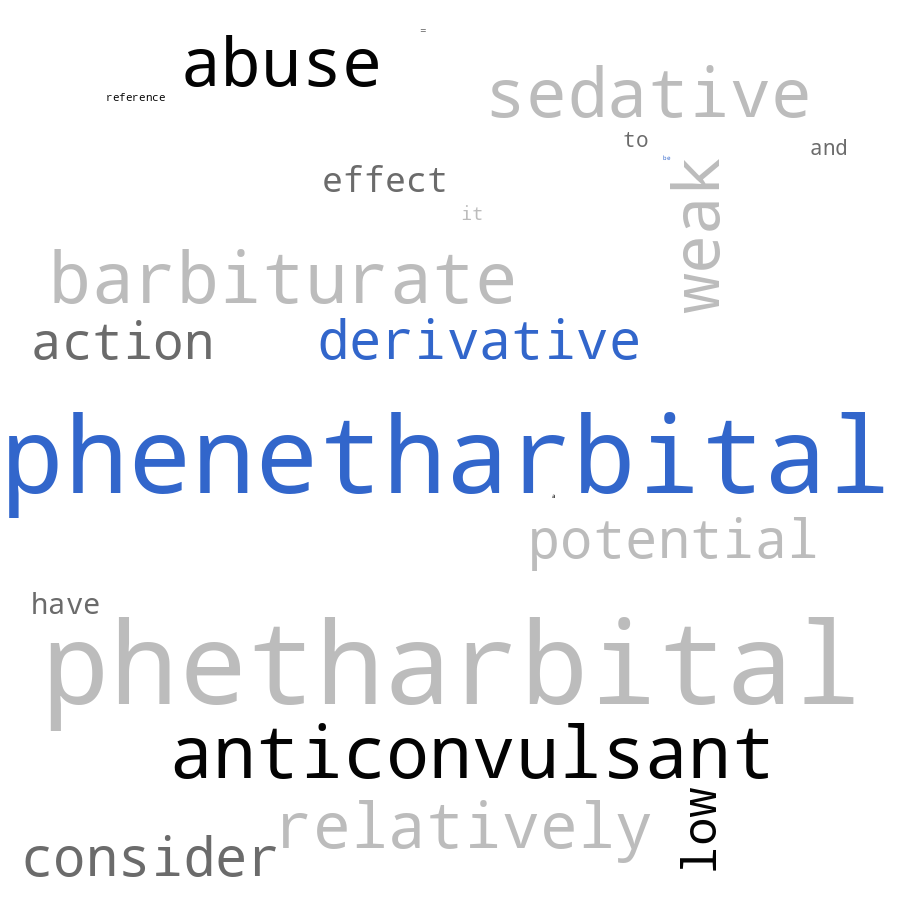 =
abuse
reference
sedative
to
and
be
weak
effect
it
barbiturate
action
derivative
phenetharbital
potential
have
phetharbital
anticonvulsant
low
relatively
consider